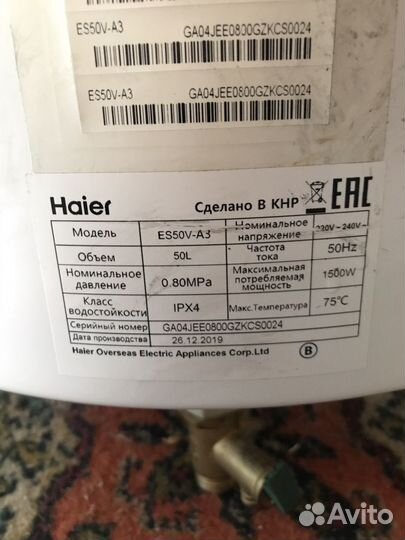 ES50V-A3 GA04JEE0800GZKCS0024
ES50V-A3 GA04JEE0800GZKCS0024
Haier Сделано в КНР EAC
Модель ES50V-A3 Номинальное напряжение 220V~240V~
Объем 50L Частота тока 50Hz
Номинальное давление 0.80MPa Максимальная потребляемая мощность 1500W
Класс водостойкости IPX4 Макс.Температура 75℃
Серийный номер GA04JEE0800GZKCS0024
Дата производства 26.12.2019
Haier Overseas Electric Appliances Corp.Ltd B
Avito